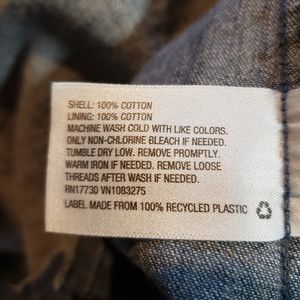 SHELL: 100% COTTON
LINING: 100% COTTON
MACHINE WASH COLD WITH LIKE COLORS.
ONLY NON-CHLORINE BLEACH IF NEEDED.
TUMBLE DRY LOW. REMOVE PROMPTLY.
WARM IRON IF NEEDED. REMOVE LOOSE
THREADS AFTER WASH IF NEEDED.
RN17730 VN1083275
LABEL MADE FROM 100% RECYCLED PLASTIC